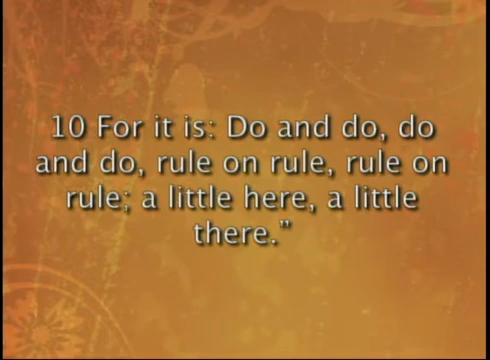 10 For it is: Do and do, do
and do, rule on rule, rule on
rule; a little here, a little
there.”